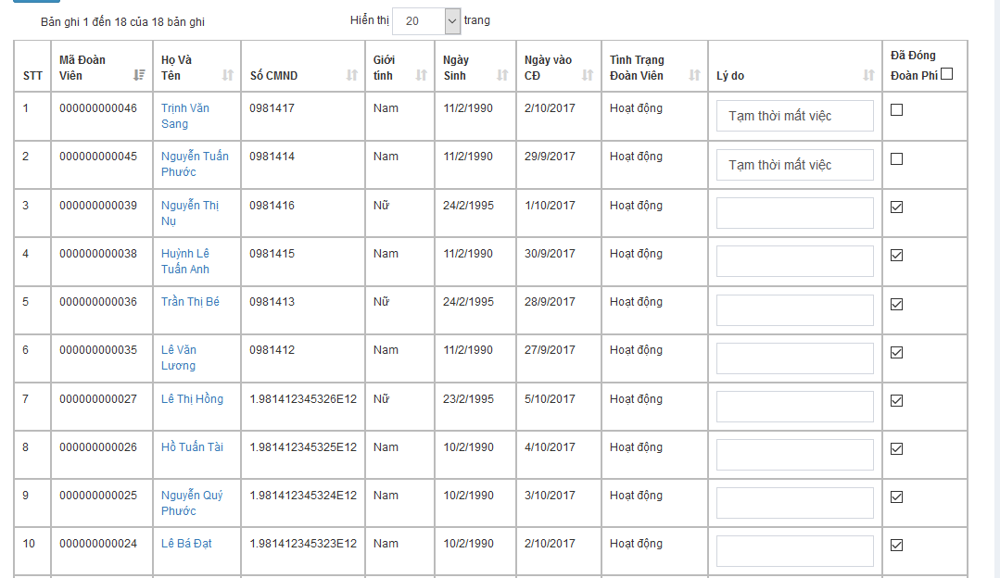 Bản ghi 1 đến 18 của 18 bản ghi Hiển thị 20 trang
STT Mã Đoàn Viên Họ Và Tên Số CMND Giới tính Ngày Sinh Ngày vào CĐ Tình Trạng Đoàn Viên Lý do Đã Đóng Đoàn Phí
1 000000000046 Trịnh Văn Sang 0981417 Nam 11/2/1990 2/10/2017 Hoạt động Tạm thời mất việc
2 000000000045 Nguyễn Tuấn Phước 0981414 Nam 11/2/1990 29/9/2017 Hoạt động Tạm thời mất việc
3 000000000039 Nguyễn Thị Nụ 0981416 Nữ 24/2/1995 1/10/2017 Hoạt động
4 000000000038 Huỳnh Lê Tuấn Anh 0981415 Nam 11/2/1990 30/9/2017 Hoạt động
5 000000000036 Trần Thị Bé 0981413 Nữ 24/2/1995 28/9/2017 Hoạt động
6 000000000035 Lê Văn Lương 0981412 Nam 11/2/1990 27/9/2017 Hoạt động
7 000000000027 Lê Thị Hồng 1.981412345326E12 Nữ 23/2/1995 5/10/2017 Hoạt động
8 000000000026 Hồ Tuấn Tài 1.981412345325E12 Nam 10/2/1990 4/10/2017 Hoạt động
9 000000000025 Nguyễn Quý Phước 1.981412345324E12 Nam 10/2/1990 3/10/2017 Hoạt động
10 000000000024 Lê Bá Đạt 1.981412345323E12 Nam 10/2/1990 2/10/2017 Hoạt động